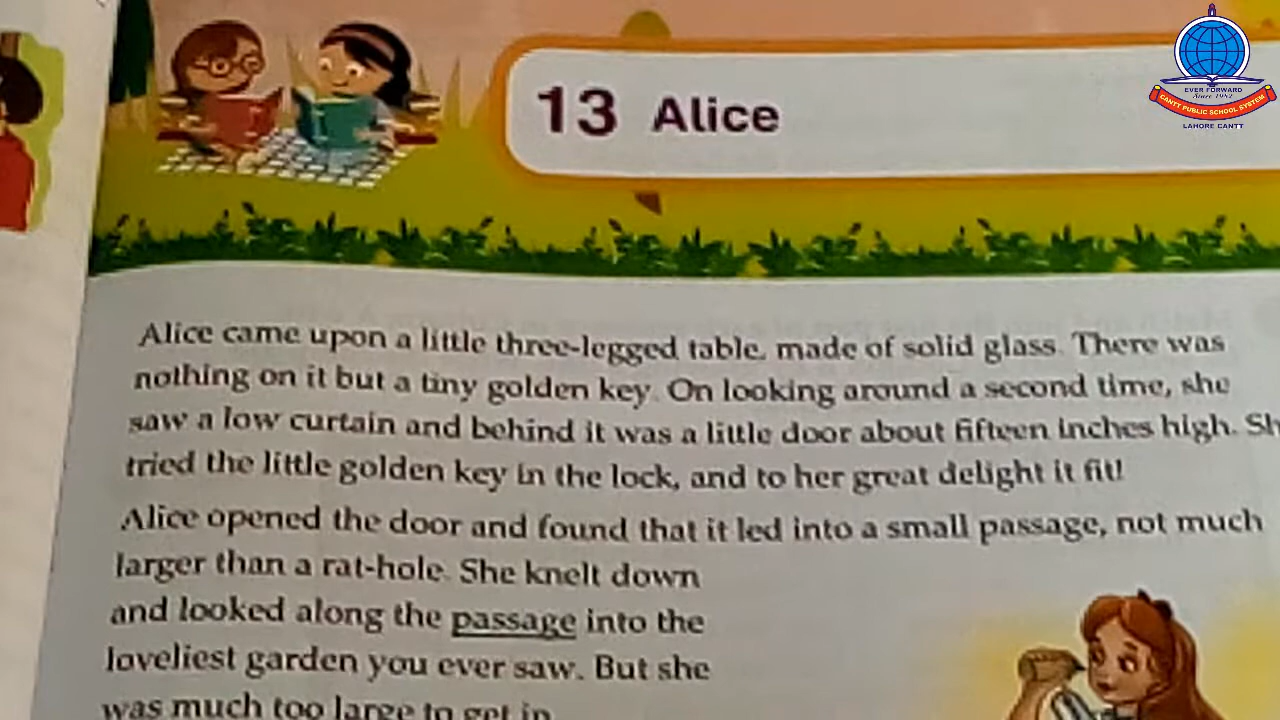 13 Alice
EVER FORWARD
Since 1982
CANTT PUBLIC SCHOOL SYSTEM
LAHORE CANTT
Alice came upon a little three-legged table, made of solid glass. There was
nothing on it but a tiny golden key. On looking around a second time, she
saw a low curtain and behind it was a little door about fifteen inches high. Sh
tried the little golden key in the lock, and to her great delight it fit!
Alice opened the door and found that it led into a small passage, not much
larger than a rat-hole. She knelt down
and looked along the passage into the
loveliest garden you ever saw. But she
was much too large to get in